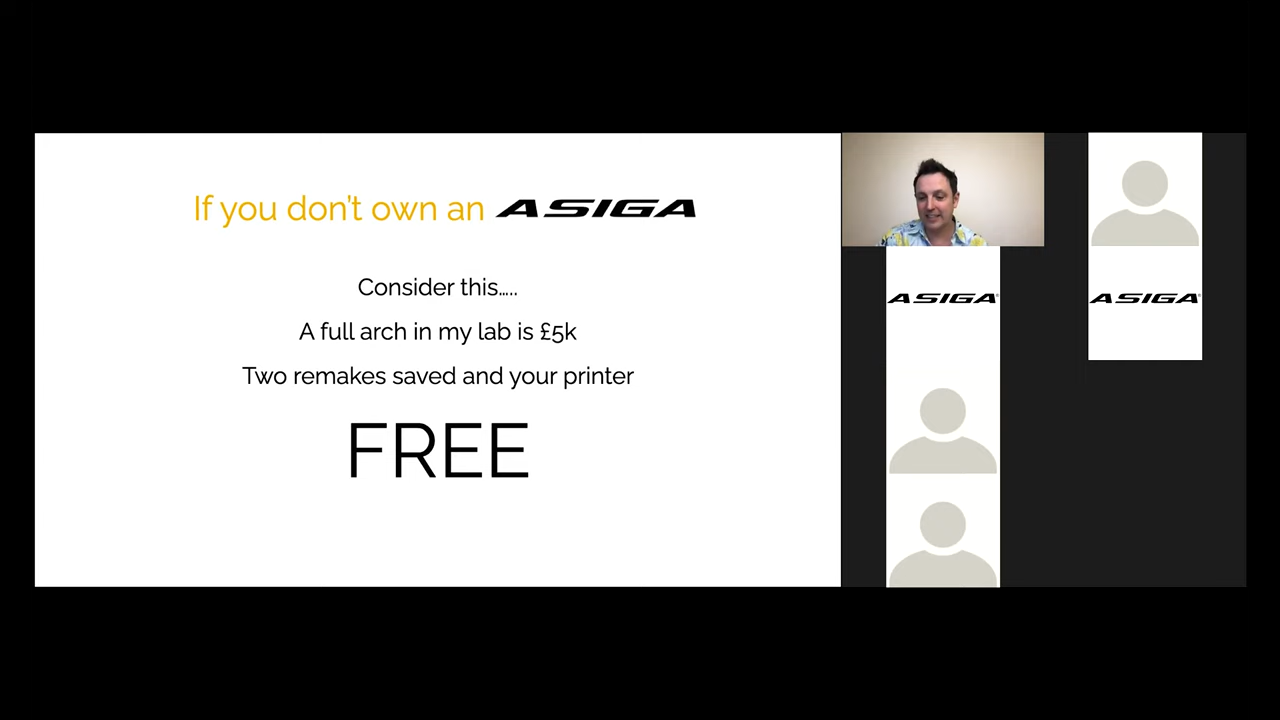 If you don't own an ASIGA
Consider this.....
A full arch in my lab is £5k
Two remakes saved and your printer
FREE
ASIGA
ASIGA